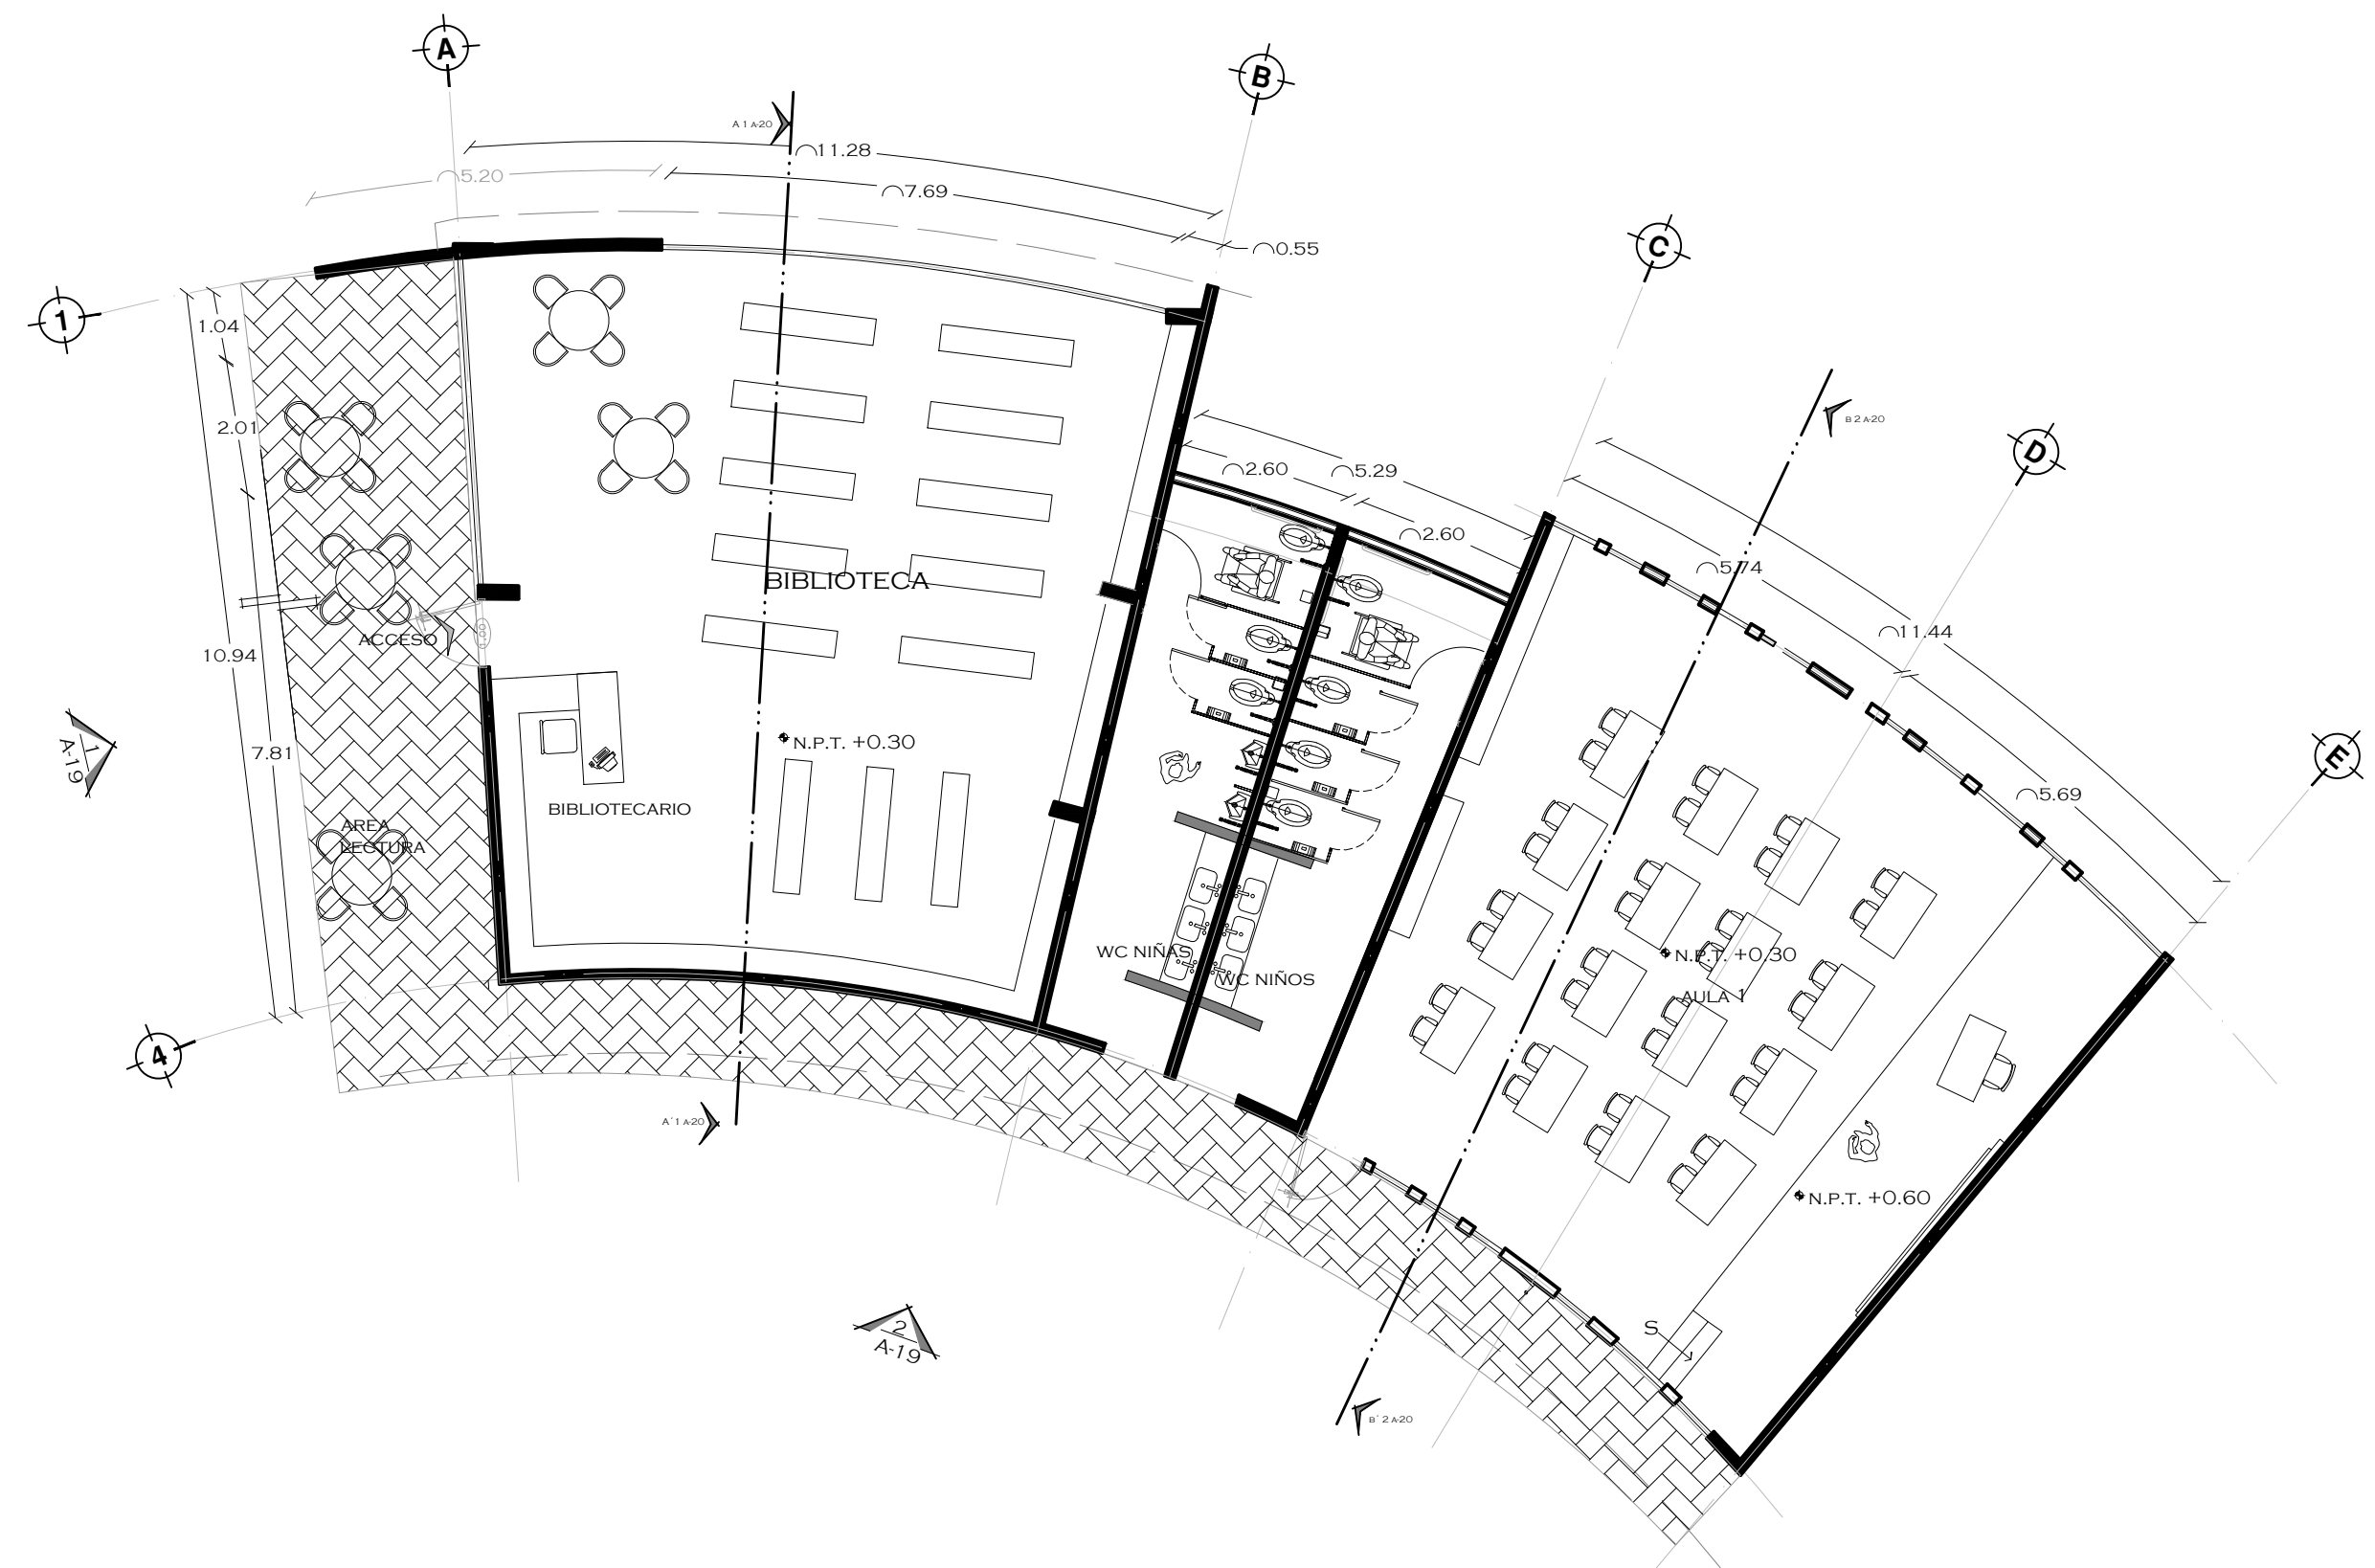 A
B
A 1 A-20
⌒11.28
⌒5.20
⌒7.69
⌒0.55
C
1
1.04
2.01
10.94
7.81
B 2 A-20
D
⌒2.60
⌒5.29
⌒2.60
⌒5.74
⌒11.44
⌒5.69
E
BIBLIOTECA
ACCESO
N.P.T. +0.30
BIBLIOTECARIO
AREA
LECTURA
1
A-19
WC NIÑAS
WC NIÑOS
N.P.T. +0.30
AULA 1
4
A´1 A-20
N.P.T. +0.60
S
2
A-19
B´ 2 A-20